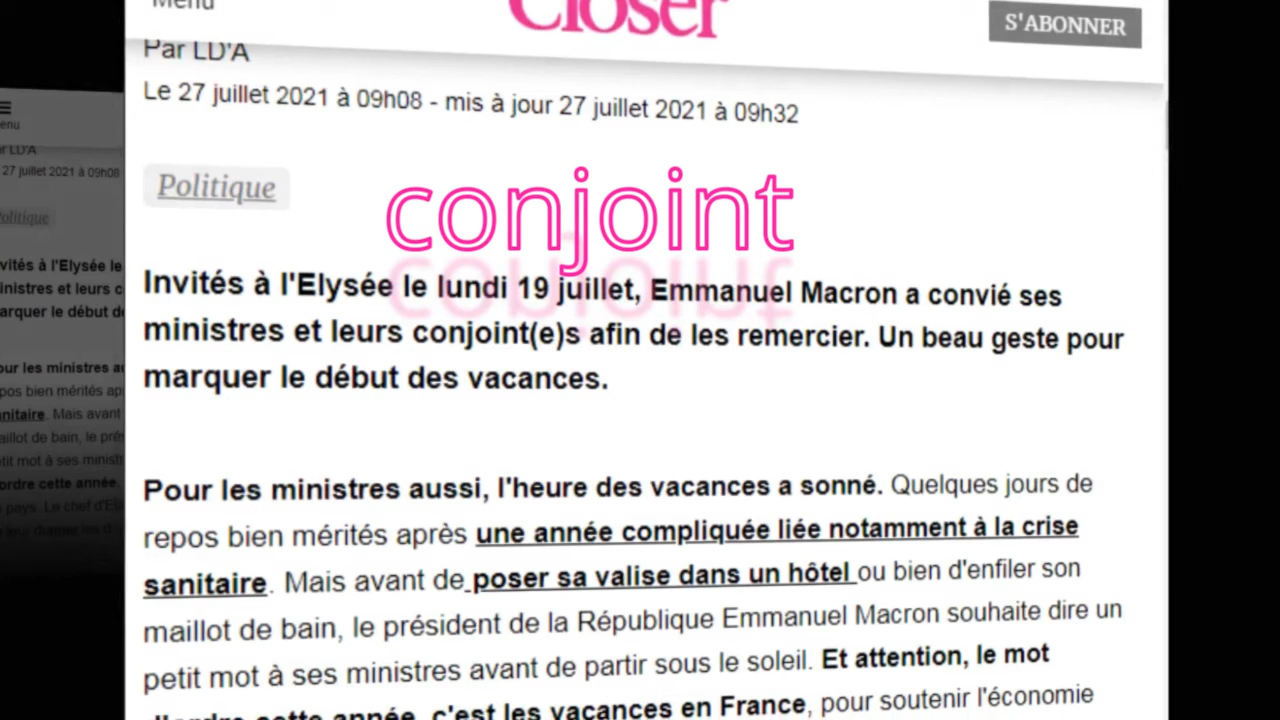 Menu
Closer
S'ABONNER
Par LD'A
Le 27 juillet 2021 à 09h08 - mis à jour 27 juillet 2021 à 09h32
Politique
conjoint
Invités à l'Elysée le lundi 19 juillet, Emmanuel Macron a convié ses
ministres et leurs conjoint(e)s afin de les remercier. Un beau geste pour
marquer le début des vacances.
Pour les ministres aussi, l'heure des vacances a sonné. Quelques jours de
repos bien mérités après une année compliquée liée notamment à la crise
sanitaire. Mais avant de poser sa valise dans un hôtel ou bien d'enfiler son
maillot de bain, le président de la République Emmanuel Macron souhaite dire un
petit mot à ses ministres avant de partir sous le soleil. Et attention, le mot
d'ordre cette année, c'est les vacances en France, pour soutenir l'économie